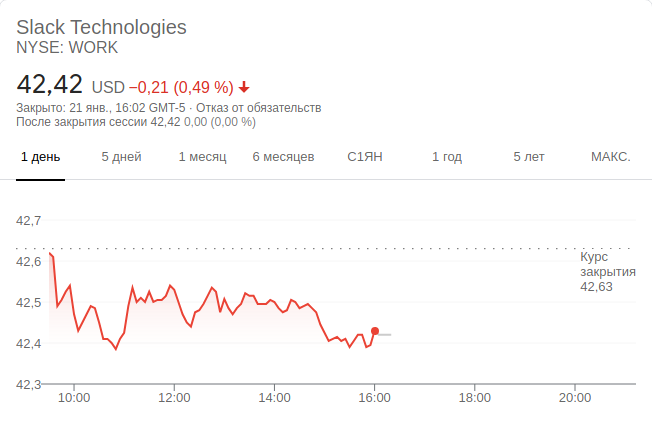 Slack Technologies
NYSE: WORK
42,42 USD −0,21 (0,49 %)
Закрыто: 21 янв., 16:02 GMT-5 · Отказ от обязательств
После закрытия сессии 42,42 0,00 (0,00 %)
1 день 5 дней 1 месяц 6 месяцев С1ЯН 1 год 5 лет МАКС.
42,7
42,6
42,5
42,4
42,3
Курс
закрытия
42,63
10:00 12:00 14:00 16:00 18:00 20:00